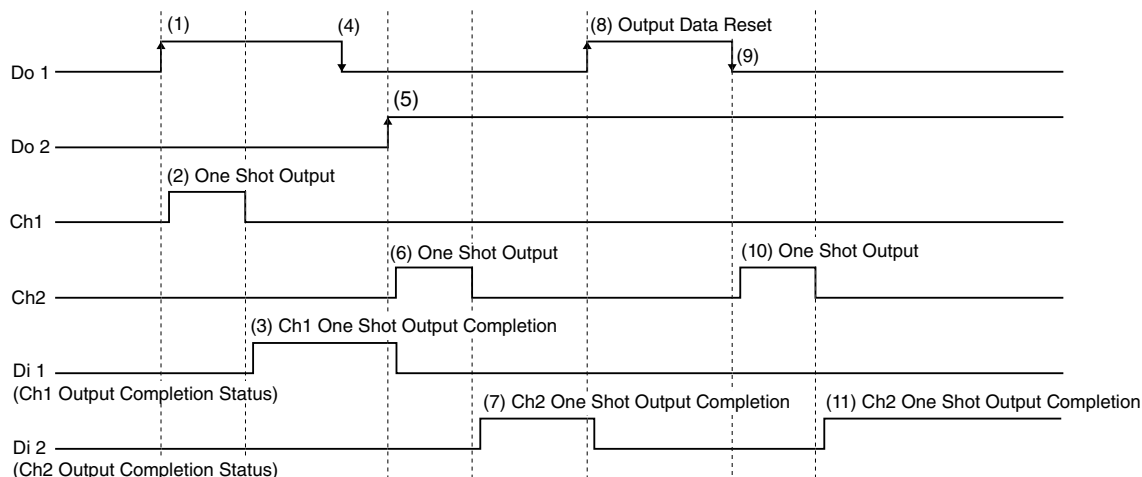 (1)
(4)
(8) Output Data Reset
(9)
Do 1
(5)
Do 2
(2) One Shot Output
Ch1
(6) One Shot Output
(10) One Shot Output
Ch2
(3) Ch1 One Shot Output Completion
Di 1
(Ch1 Output Completion Status)
(7) Ch2 One Shot Output Completion
(11) Ch2 One Shot Output Completion
Di 2
(Ch2 Output Completion Status)